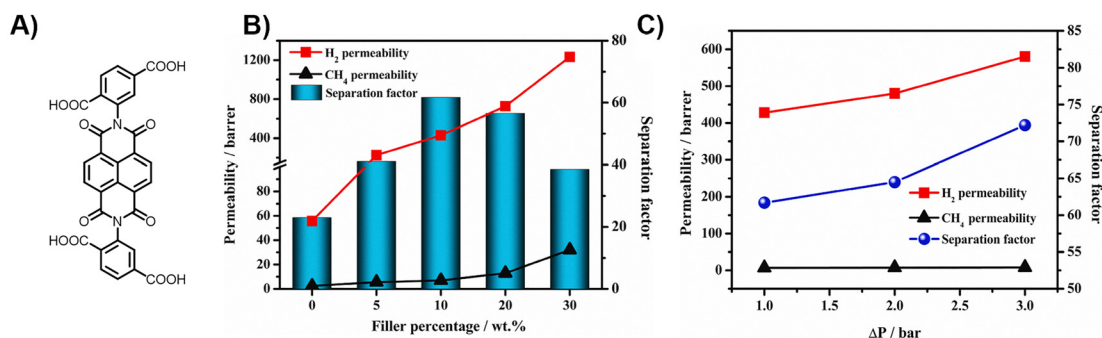 A)
COOH
HOOC
O
N
O
O
N
O
HOOC
COOH
B)
H2 permeability
CH4 permeability
Separation factor
Permeability / barrer
1200
800
400
80
60
40
20
0
80
60
40
20
0
Separation factor
0 5 10 20 30
Filler percentage / wt.%
C)
Permeability / barrer
600
500
400
300
200
100
0
H2 permeability
CH4 permeability
Separation factor
85
80
75
70
65
60
55
50
Separation factor
1.0 1.5 2.0 2.5 3.0
ΔP / bar